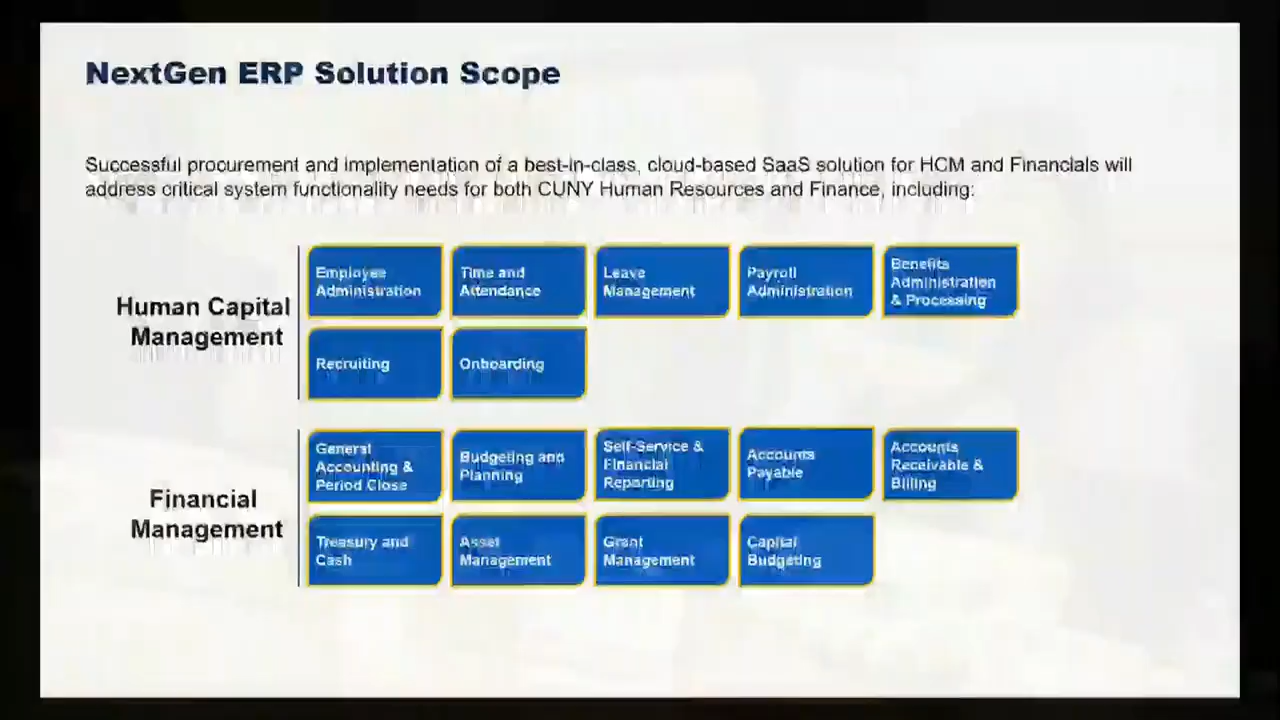 NextGen ERP Solution Scope
Successful procurement and implementation of a best-in-class, cloud-based SaaS solution for HCM and Financials will
address critical system functionality needs for both CUNY Human Resources and Finance, including:
Human Capital
Management
Employee
Administration
Time and
Attendance
Leave
Management
Payroll
Administration
Benefits
Administration
& Processing
Recruiting
Onboarding
Financial
Management
General
Accounting &
Period Close
Budgeting and
Planning
Self-Service &
Financial
Reporting
Accounts
Payable
Accounts
Receivable &
Billing
Treasury and
Cash
Asset
Management
Grant
Management
Capital
Budgeting